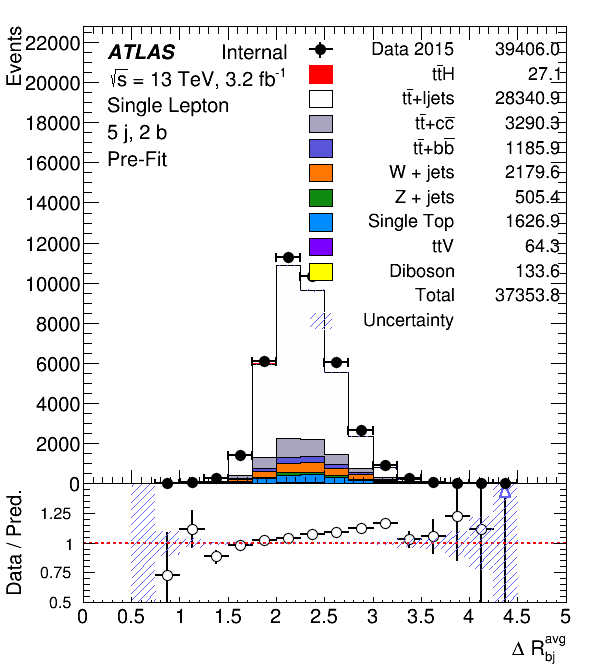 Events
22000
20000
18000
16000
14000
12000
10000
8000
6000
4000
2000
0
ATLAS Internal
√s = 13 TeV, 3.2 fb⁻¹
Single Lepton
5 j, 2 b
Pre-Fit
Data 2015 39406.0
tt̄H 27.1
tt̄+ljets 28340.9
tt̄+cc̄ 3290.3
tt̄+bb̄ 1185.9
W + jets 2179.6
Z + jets 505.4
Single Top 1626.9
ttV 64.3
Diboson 133.6
Total 37353.8
Uncertainty
Data / Pred.
1.25
1
0.75
0.5
0 0.5 1 1.5 2 2.5 3 3.5 4 4.5 5
Δ R_bj^avg